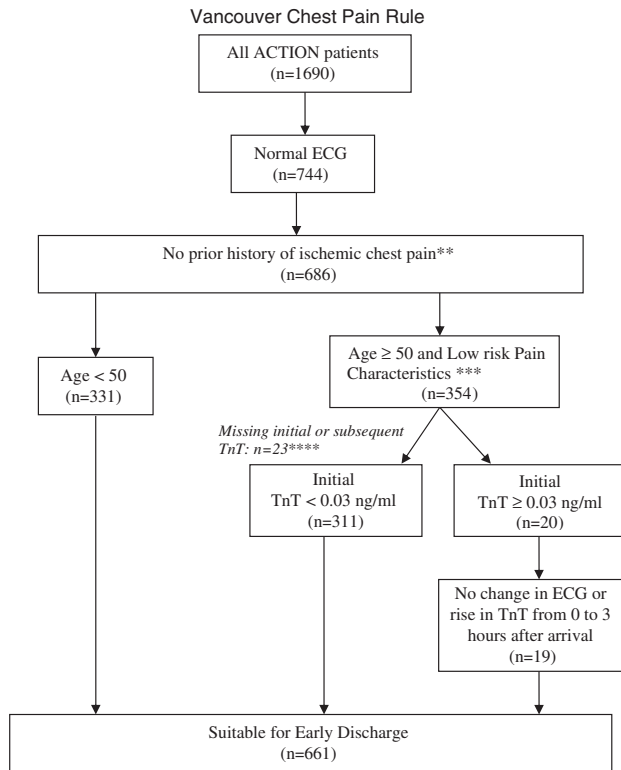 Vancouver Chest Pain Rule
All ACTION patients
(n=1690)
Normal ECG
(n=744)
No prior history of ischemic chest pain**
(n=686)
Age < 50
(n=331)
Age ≥ 50 and Low risk Pain
Characteristics ***
(n=354)
Missing initial or subsequent
TnT: n=23****
Initial
TnT < 0.03 ng/ml
(n=311)
Initial
TnT ≥ 0.03 ng/ml
(n=20)
No change in ECG or
rise in TnT from 0 to 3
hours after arrival
(n=19)
Suitable for Early Discharge
(n=661)